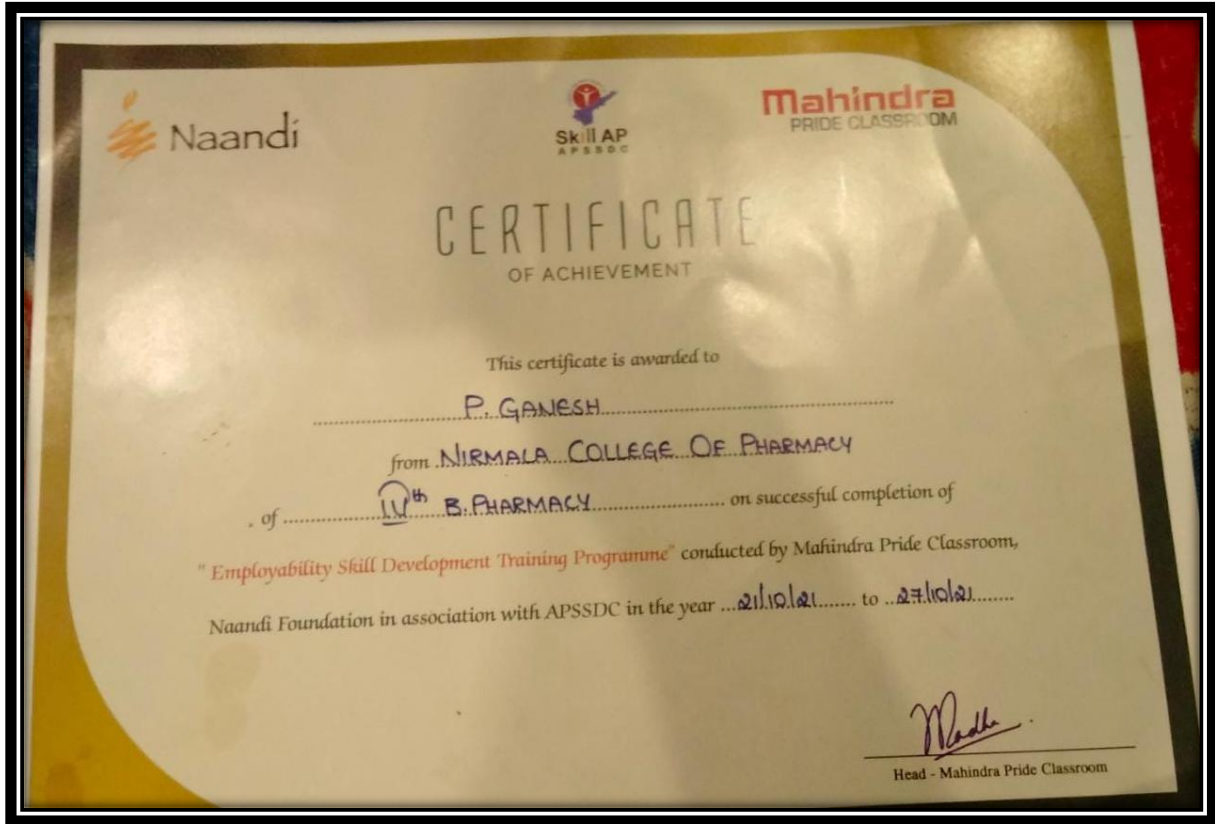 Naandi
Skill AP
APSSDC
Mahindra
PRIDE CLASSROOM
CERTIFICATE
OF ACHIEVEMENT
This certificate is awarded to
P. GANESH
from NIRMALA COLLEGE OF PHARMACY
. of IVth B.PHARMACY on successful completion of
" Employability Skill Development Training Programme" conducted by Mahindra Pride Classroom,
Naandi Foundation in association with APSSDC in the year ...21/10/21...... to ..27/10/21........
Madhu
Head - Mahindra Pride Classroom